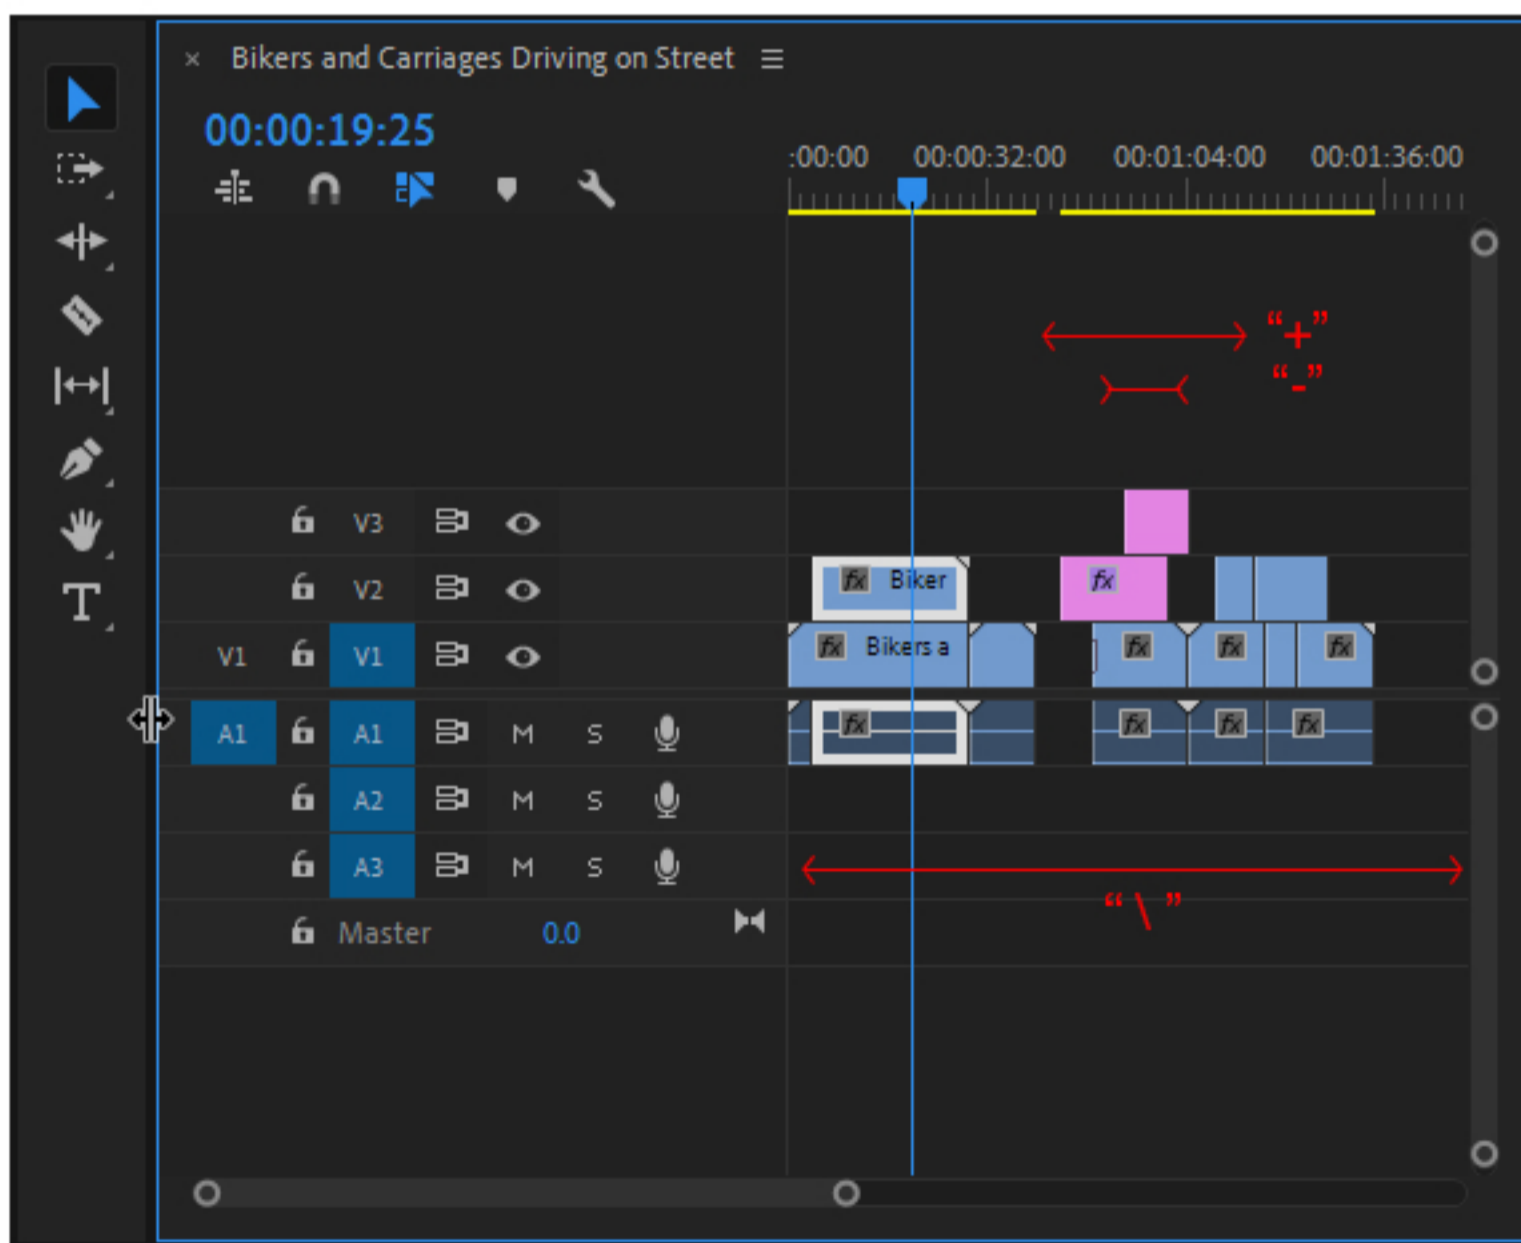 × Bikers and Carriages Driving on Street
00:00:19:25
:00:00 00:00:32:00 00:01:04:00 00:01:36:00
“+”
“-”
V3
V2 fx Biker fx
V1 V1 fx Bikers a fx fx fx
A1 A1 M S fx fx fx fx
A2 M S
A3 M S
“ \ ”
Master 0.0
T